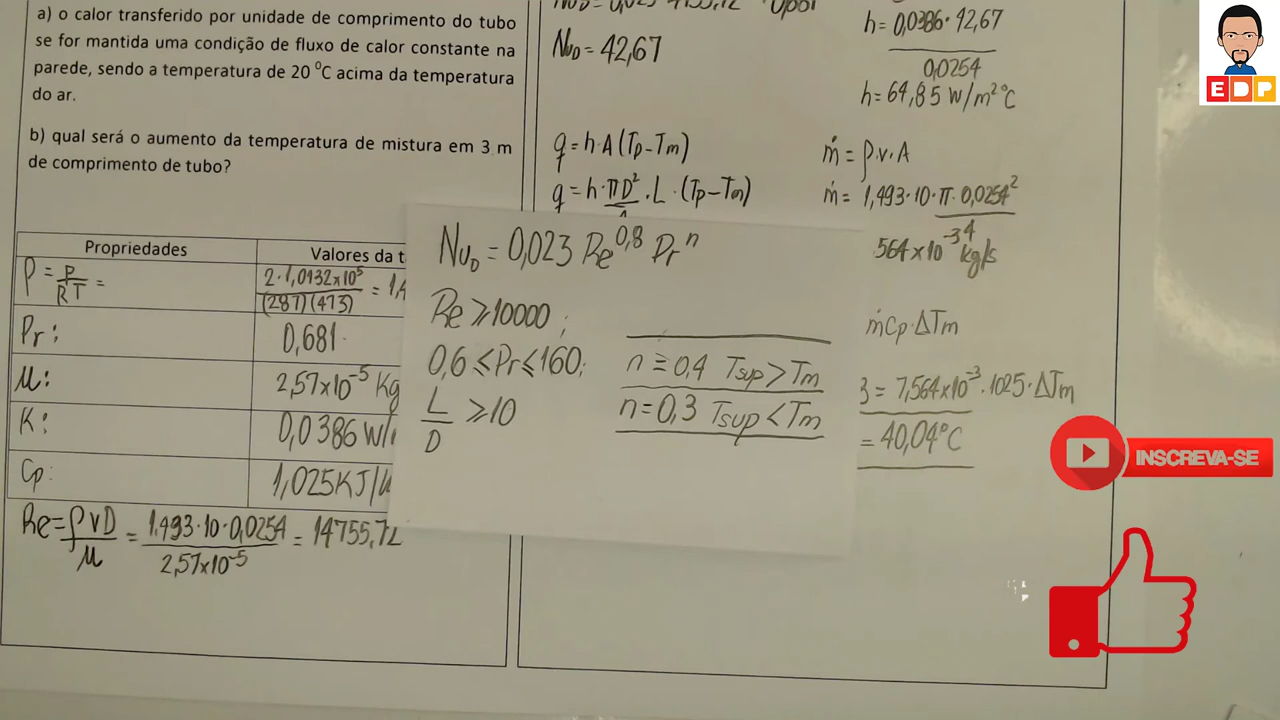 a) o calor transferido por unidade de comprimento do tubo
se for mantida uma condição de fluxo de calor constante na
parede, sendo a temperatura de 20 ⁰C acima da temperatura
do ar.
b) qual será o aumento da temperatura de mistura em 3 m
de comprimento de tubo?
Propriedades
Valores da t
ρ = P/RT =
2·1,0132x10⁵/(287)(473) = 1,4
Pr:
0,681
μ:
2,57x10⁻⁵ Kg
K:
0,0386 W/
Cp:
1,025KJ/
Re = ρVD/μ = 1,493·10·0,0254/2,57x10⁻⁵ = 14755,72
Nu_D = 42,67
q = h·A(Tp-Tm)
q = h·πD²·L·(Tp-Tm)
h = 0,0386·42,67/0,0254
h = 64,85 W/m²°C
ṁ = ρ.v.A
ṁ = 1,493·10·π·0,0254²/4
564x10⁻³ kg/s
ṁCp·ΔTm
3 = 7,564x10⁻³·1025·ΔTm
= 40,04°C
Nu_D = 0,023 Re^0,8 Pr^n
Re ≥ 10000;
0,6 ≤ Pr ≤ 160;
L/D ≥ 10
n = 0,4 Tsup > Tm
n = 0,3 Tsup < Tm
EDP
INSCREVA-SE